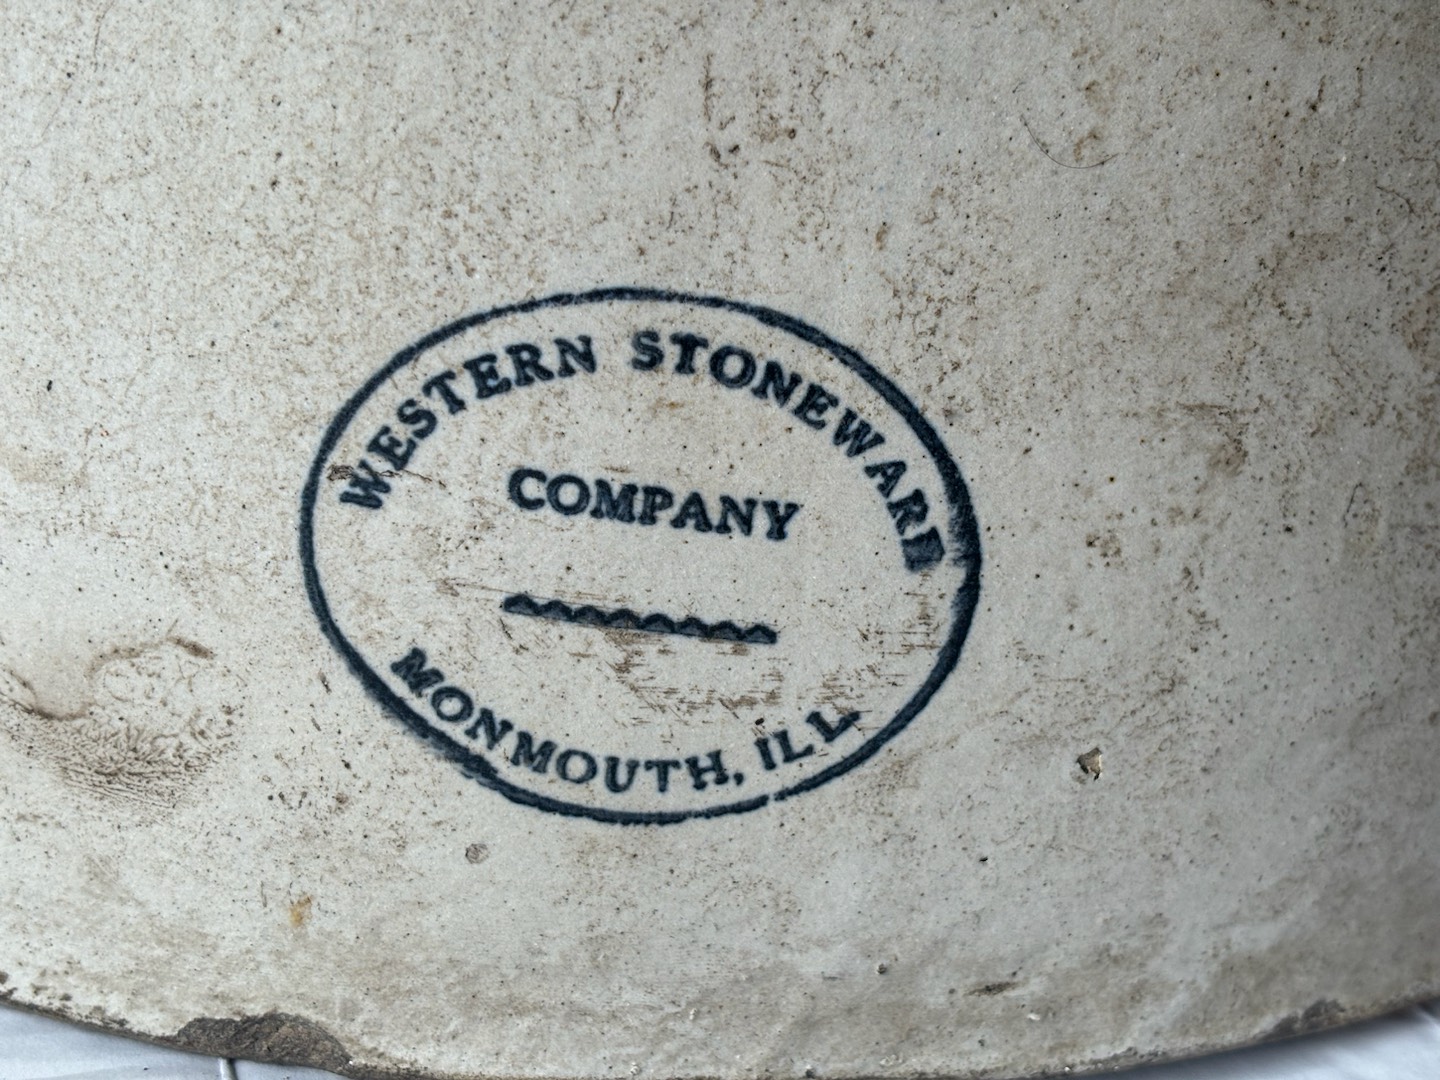 WESTERN STONEWARE
COMPANY
MONMOUTH, ILL.